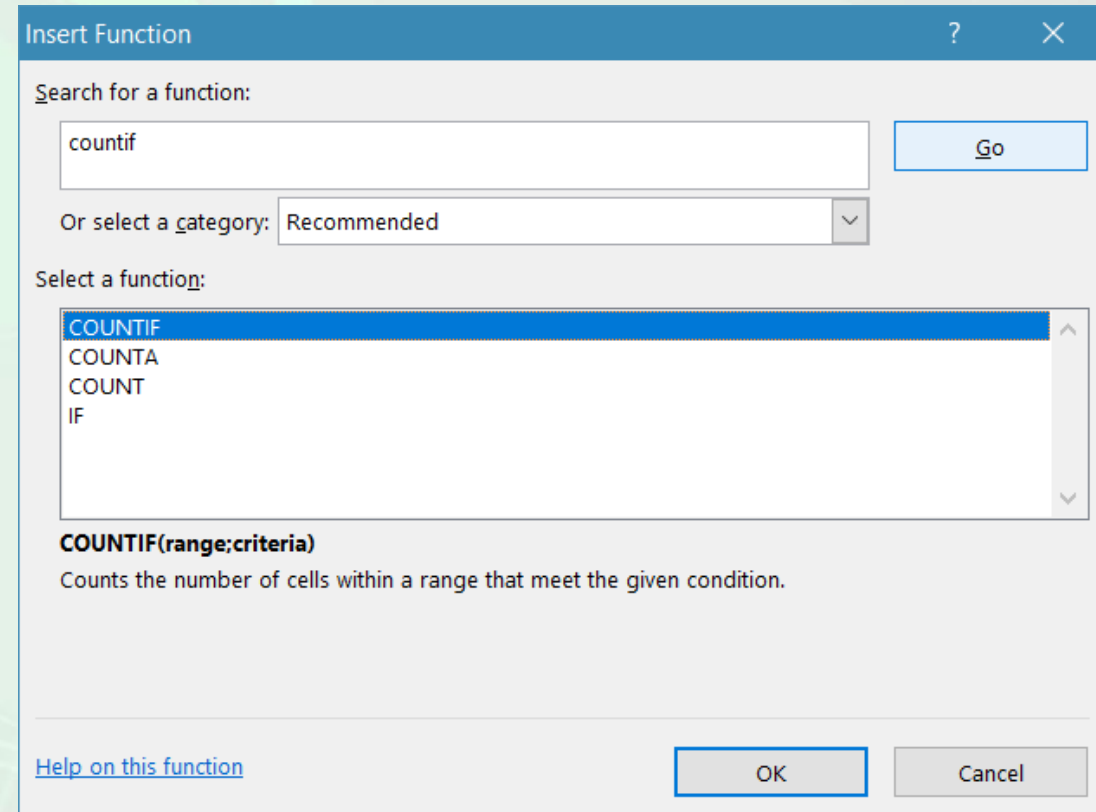 Insert Function
Search for a function:
countif
Go
Or select a category: Recommended
Select a function:
COUNTIF
COUNTA
COUNT
IF
COUNTIF(range;criteria)
Counts the number of cells within a range that meet the given condition.
Help on this function
OK
Cancel